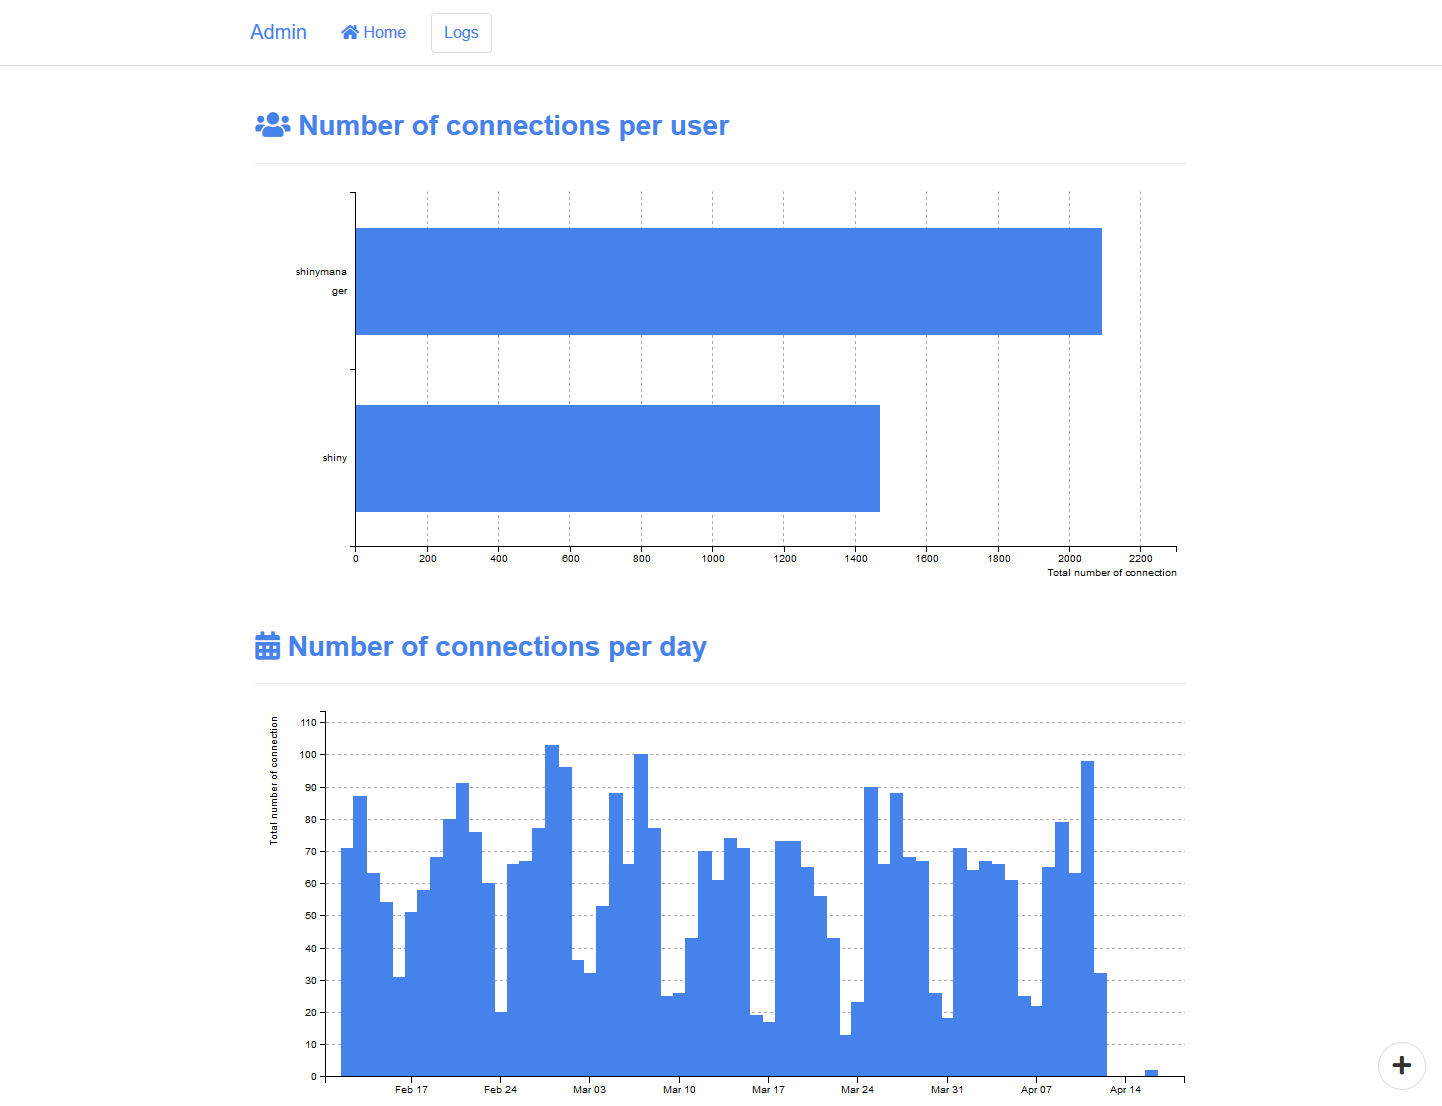 Admin
Home
Logs
Number of connections per user
shinymana
ger
shiny
0 200 400 600 800 1000 1200 1400 1600 1800 2000 2200
Total number of connection
Number of connections per day
Total number of connection
110
100
90
80
70
60
50
40
30
20
10
0
Feb 17 Feb 24 Mar 03 Mar 10 Mar 17 Mar 24 Mar 31 Apr 07 Apr 14